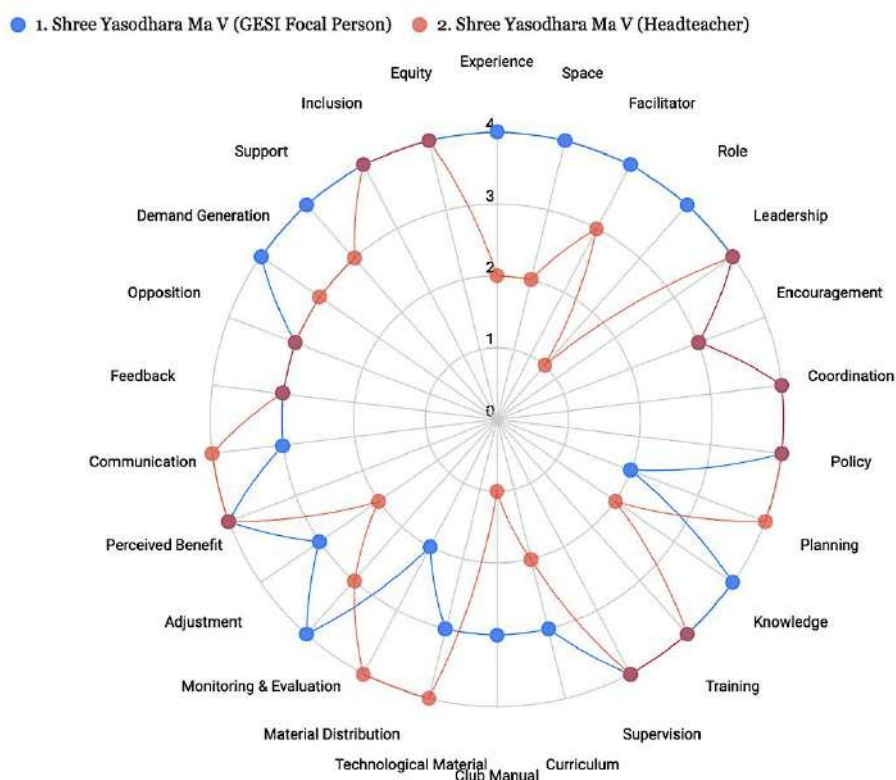 1. Shree Yasodhara Ma V (GESI Focal Person) 2. Shree Yasodhara Ma V (Headteacher)
Experience
Space
Facilitator
Role
Leadership
Encouragement
Coordination
Policy
Planning
Knowledge
Training
Supervision
Curriculum
Club Manual
Technological Material
Material Distribution
Monitoring & Evaluation
Adjustment
Perceived Benefit
Communication
Feedback
Opposition
Demand Generation
Support
Inclusion
Equity
4
3
2
1
0